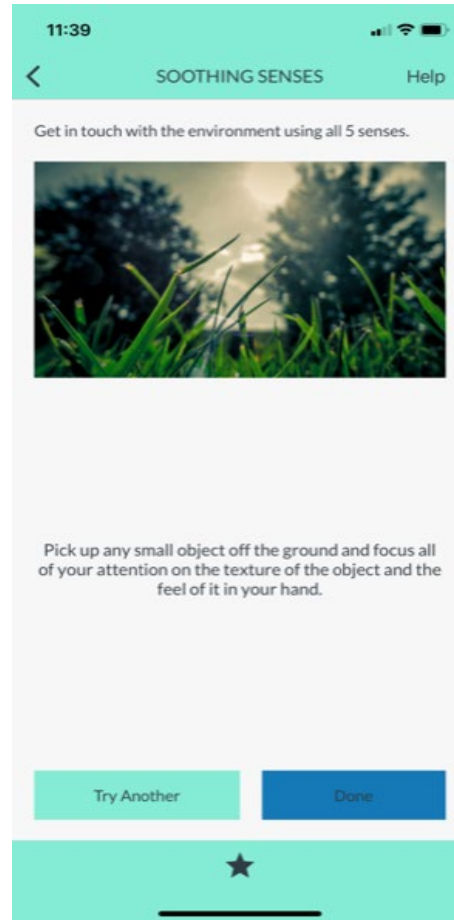 11:39
SOOTHING SENSES
Help
Get in touch with the environment using all 5 senses.
Pick up any small object off the ground and focus all
of your attention on the texture of the object and the
feel of it in your hand.
Try Another
Done